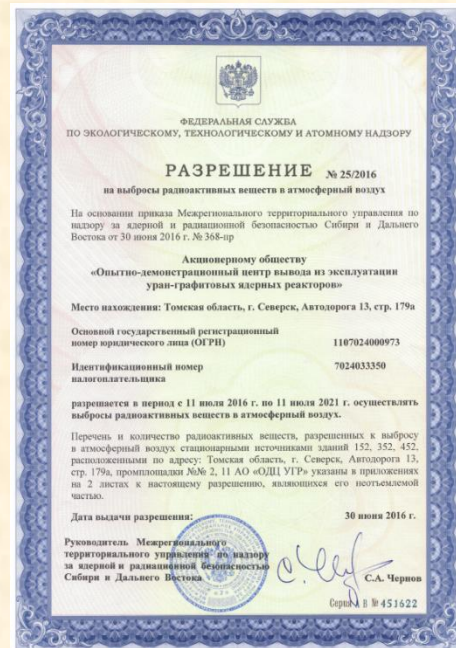 ФЕДЕРАЛЬНАЯ СЛУЖБА
ПО ЭКОЛОГИЧЕСКОМУ, ТЕХНОЛОГИЧЕСКОМУ И АТОМНОМУ НАДЗОРУ
РАЗРЕШЕНИЕ № 25/2016
на выбросы радиоактивных веществ в атмосферный воздух
На основании приказа Межрегионального территориального управления по
надзору за ядерной и радиационной безопасностью Сибири и Дальнего
Востока от 30 июня 2016 г. № 368-пр
Акционерному обществу
«Опытно-демонстрационный центр вывода из эксплуатации
уран-графитовых ядерных реакторов»
Место нахождения: Томская область, г. Северск, Автодорога 13, стр. 179а
Основной государственный регистрационный
номер юридического лица (ОГРН) 1107024000973
Идентификационный номер 7024033350
налогоплательщика
разрешается в период с 11 июля 2016 г. по 11 июля 2021 г. осуществлять
выбросы радиоактивных веществ в атмосферный воздух.
Перечень и количество радиоактивных веществ, разрешенных к выбросу
в атмосферный воздух стационарными источниками зданий 152, 352, 452,
расположенными по адресу: Томская область, г. Северск, Автодорога 13,
стр. 179а, промплощадки №№ 2, 11 АО «ОДЦ УГР» указаны в приложениях
на 2 листах к настоящему разрешению, являющихся его неотъемлемой
частью.
Дата выдачи разрешения: 30 июня 2016 г.
Руководитель Межрегионального
территориального управления по надзору
за ядерной и радиационной безопасностью
Сибири и Дальнего Востока С.А. Чернов
Серия А В № 451622